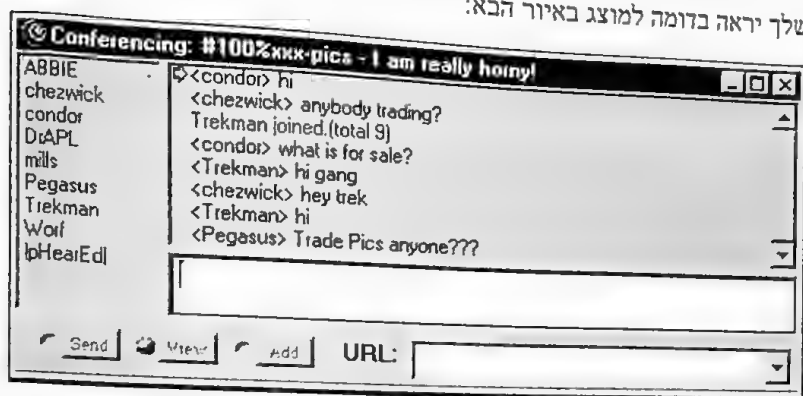 שלך יראה בדומה למוצג באיור הבא:
Conferencing: #100%xxx-pics - I am really horny!
ABBIE
chezwick
condor
DrAPL
mills
Pegasus
Trekman
Worf
lpHearEdl
<condor> hi
<chezwick> anybody trading?
Trekman joined.(total 9)
<condor> what is for sale?
<Trekman> hi gang
<chezwick> hey trek
<Trekman> hi
<Pegasus> Trade Pics anyone???
Send View Add URL: